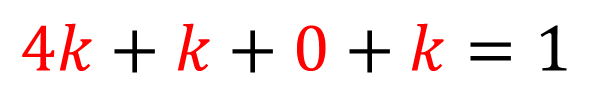 4k + k + 0 + k = 1